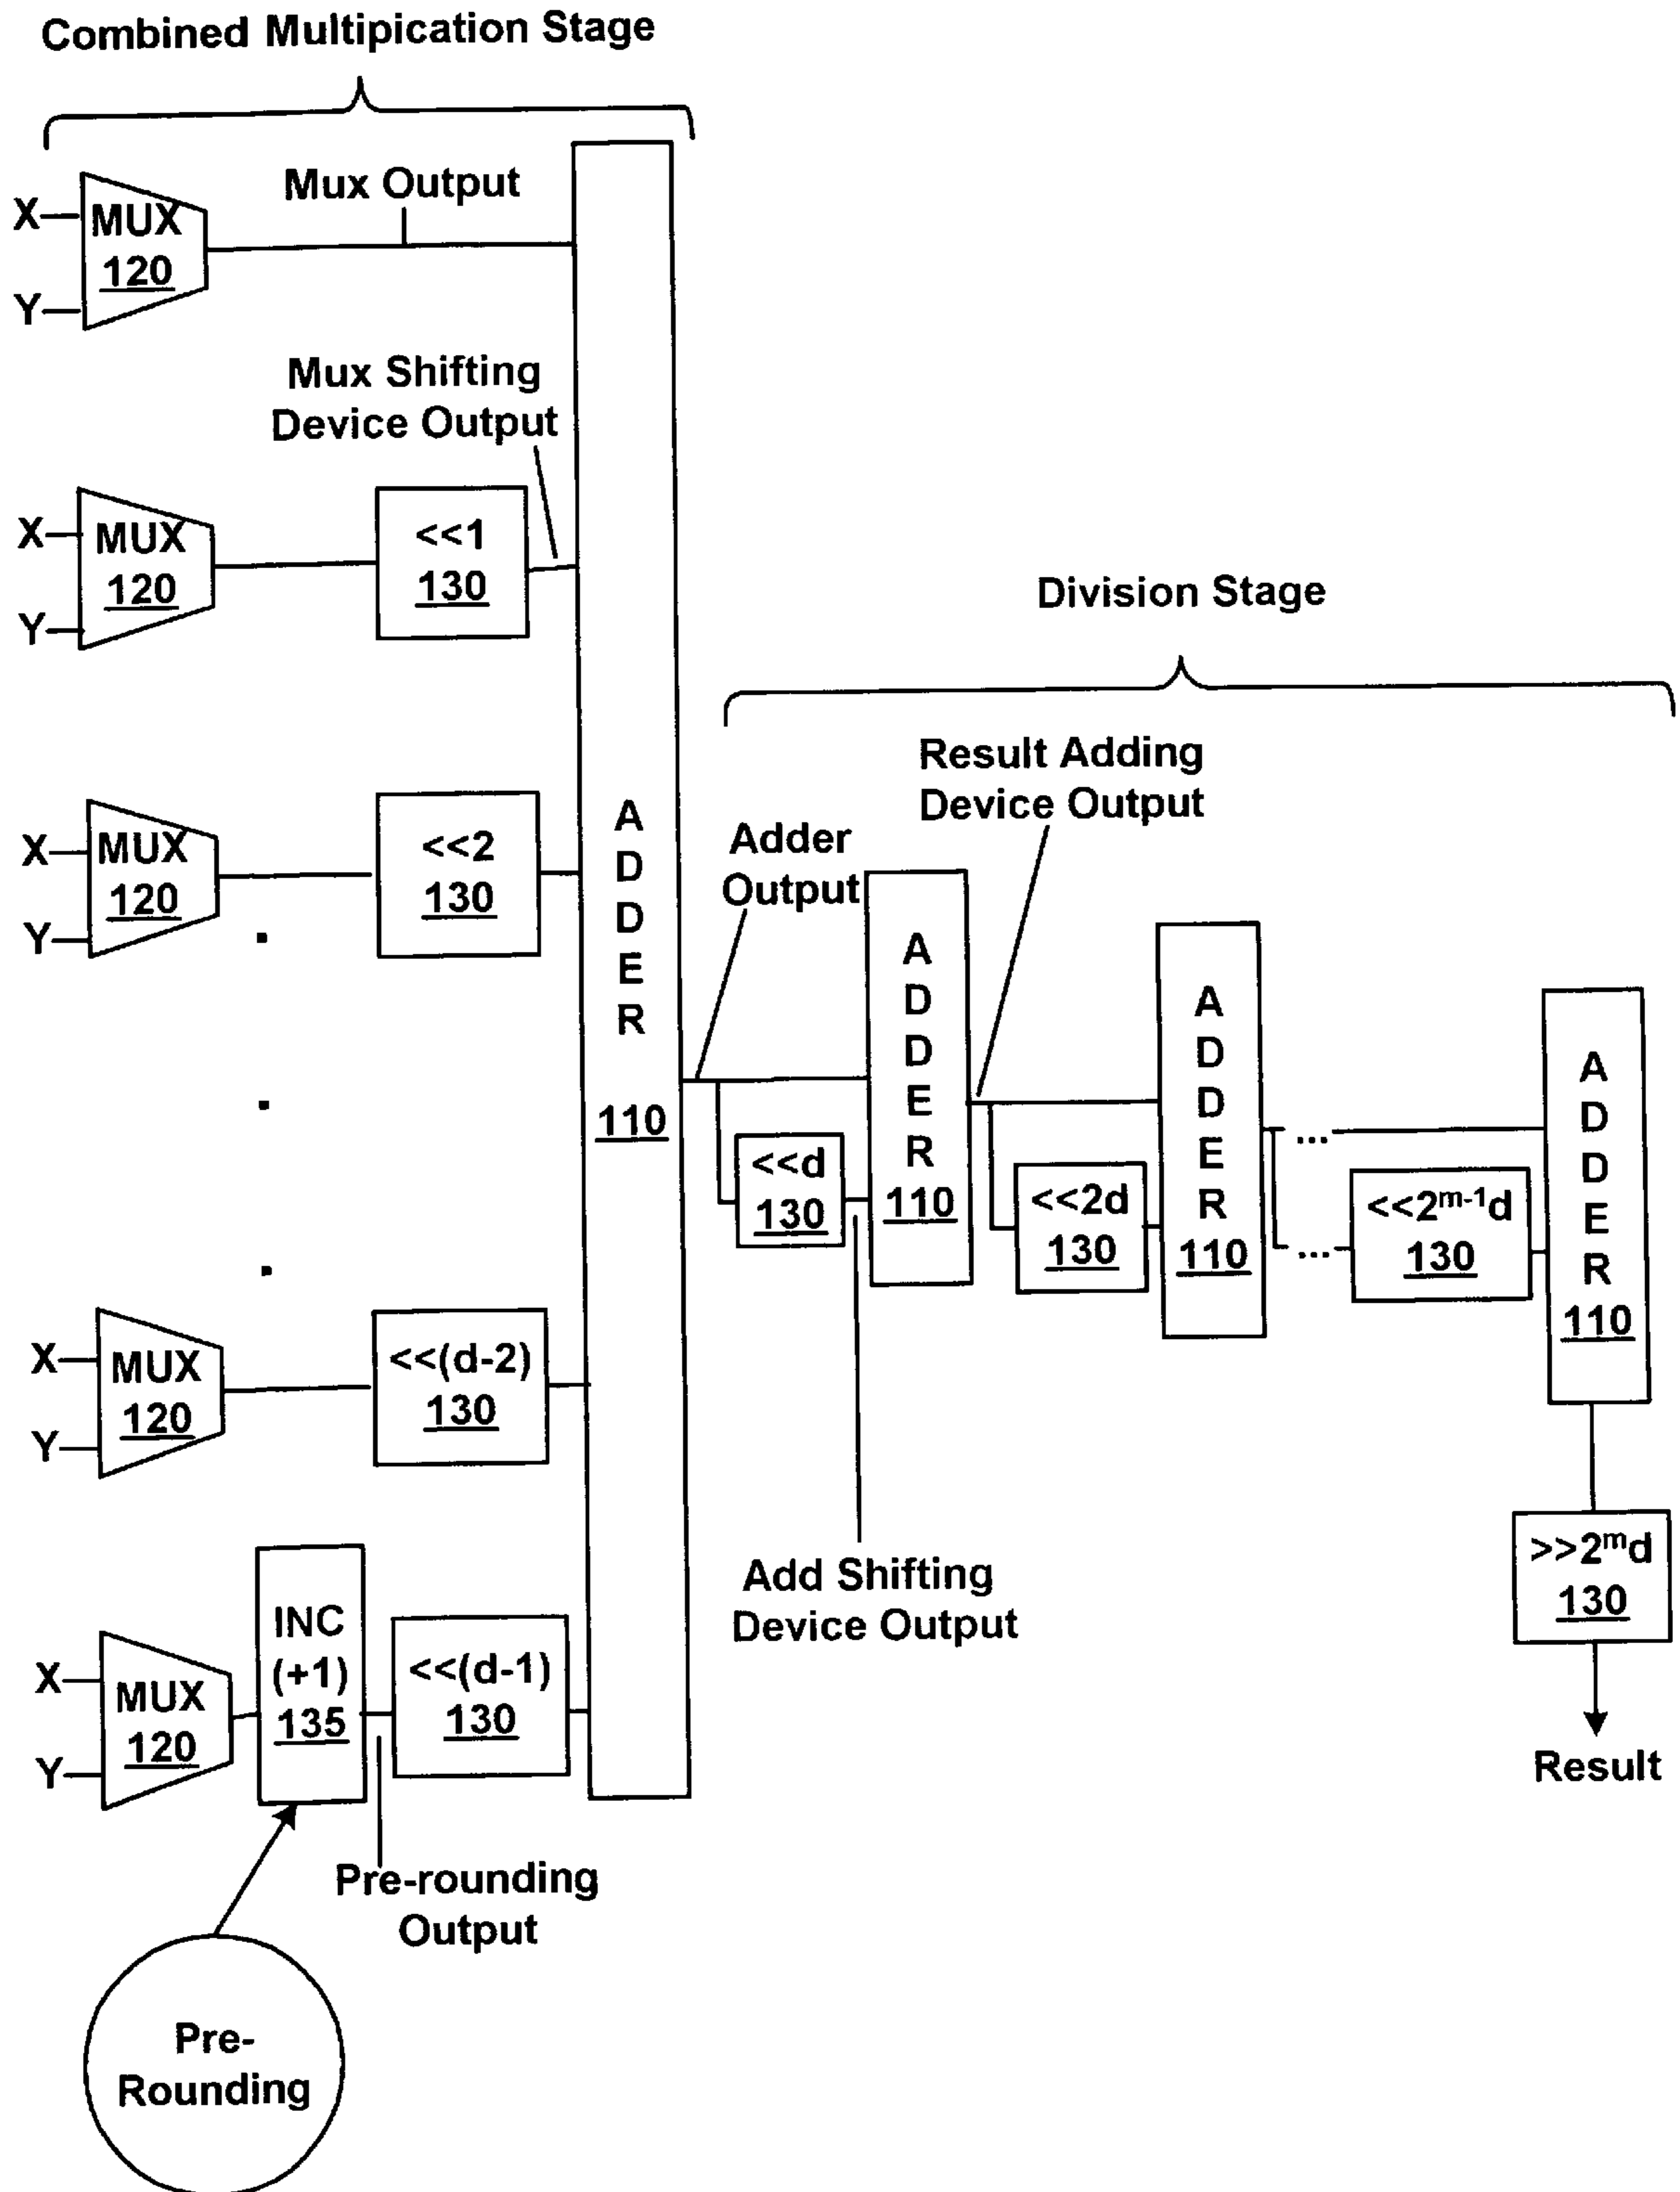 Combined Multipication Stage
X
Y
MUX
120
Mux Output
Mux Shifting
Device Output
X
Y
MUX
120
<<1
130
X
Y
MUX
120
<<2
130
X
Y
MUX
120
<<(d-2)
130
X
Y
MUX
120
INC
(+1)
135
<<(d-1)
130
Pre-rounding
Output
Pre-
Rounding
A
D
D
E
R
110
Division Stage
Adder
Output
Result Adding
Device Output
<<d
130
A
D
D
E
R
110
Add Shifting
Device Output
<<2d
130
A
D
D
E
R
110
...
...
<<2ᵐ⁻¹d
130
A
D
D
E
R
110
>>2ᵐd
130
Result